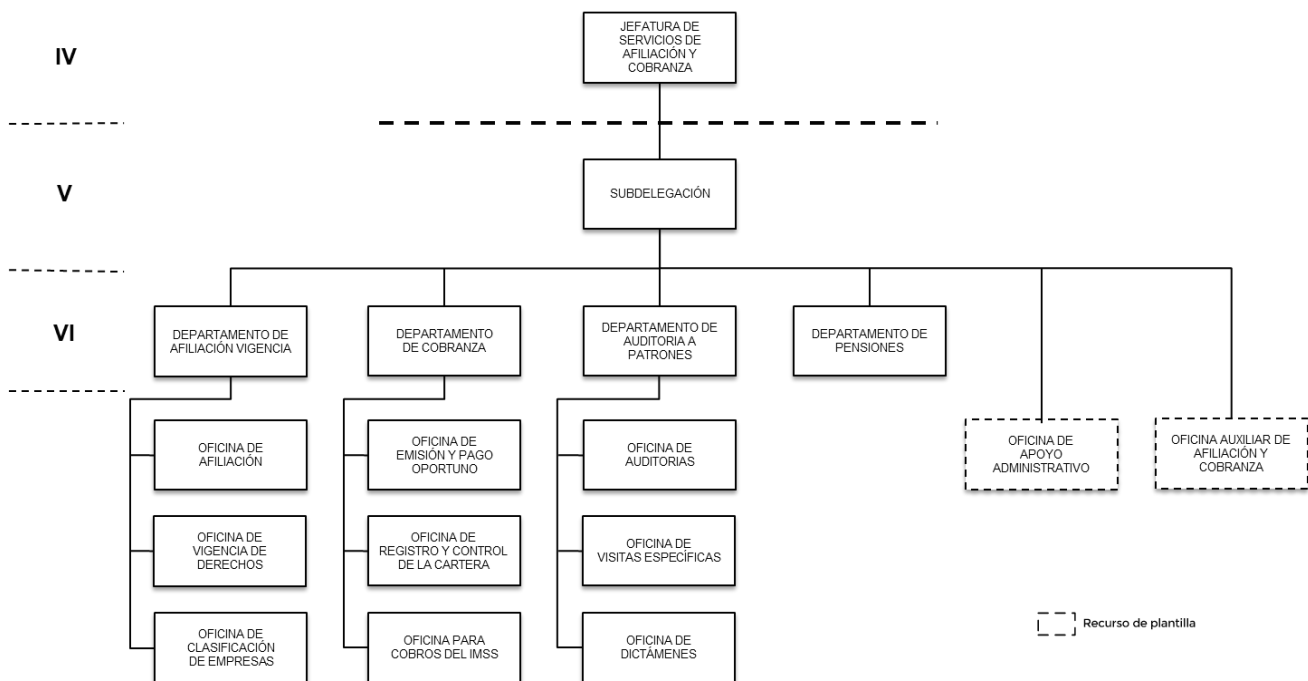 IV
JEFATURA DE
SERVICIOS DE
AFILIACIÓN Y
COBRANZA
V
SUBDELEGACIÓN
VI
DEPARTAMENTO DE
AFILIACIÓN VIGENCIA
DEPARTAMENTO
DE COBRANZA
DEPARTAMENTO DE
AUDITORIA A
PATRONES
DEPARTAMENTO DE
PENSIONES
OFICINA DE
AFILIACIÓN
OFICINA DE
EMISIÓN Y PAGO
OPORTUNO
OFICINA DE
AUDITORIAS
OFICINA DE
APOYO
ADMINISTRATIVO
OFICINA AUXILIAR DE
AFILIACIÓN Y
COBRANZA
OFICINA DE
VIGENCIA DE
DERECHOS
OFICINA DE
REGISTRO Y CONTROL
DE LA CARTERA
OFICINA DE
VISITAS ESPECÍFICAS
OFICINA DE
CLASIFICACIÓN
DE EMPRESAS
OFICINA PARA
COBROS DEL IMSS
OFICINA DE
DICTÁMENES
Recurso de plantilla